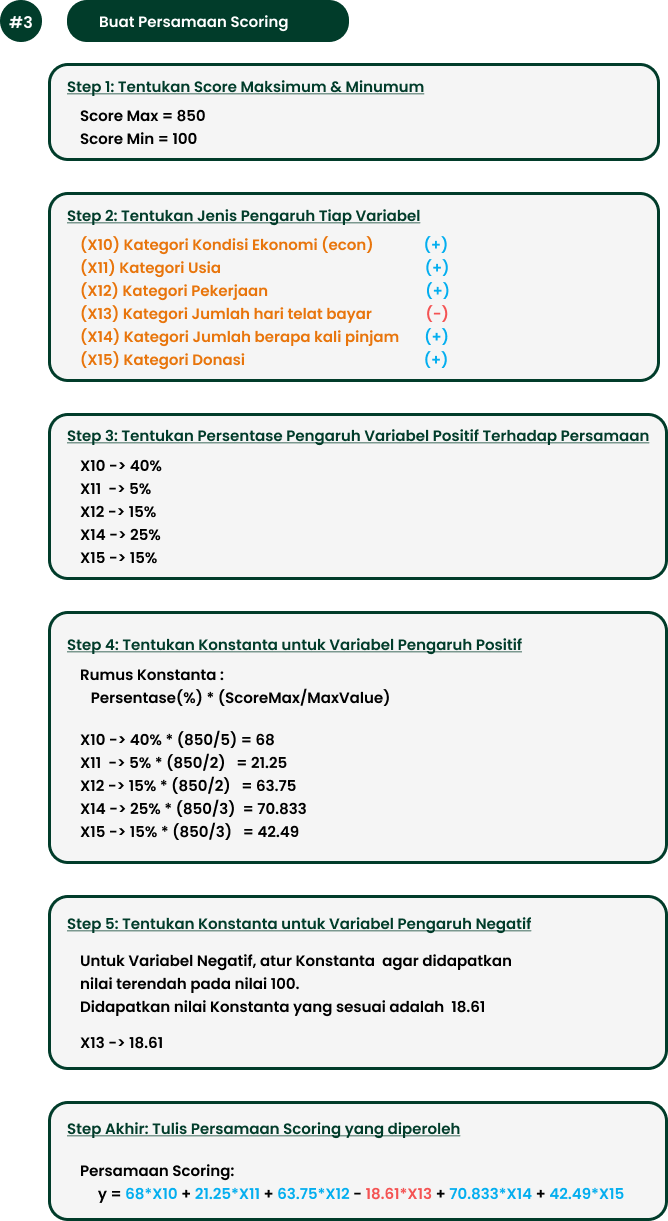 #3
Buat Persamaan Scoring
Step 1: Tentukan Score Maksimum & Minumum
Score Max = 850
Score Min = 100
Step 2: Tentukan Jenis Pengaruh Tiap Variabel
(X10) Kategori Kondisi Ekonomi (econ) (+)
(X11) Kategori Usia (+)
(X12) Kategori Pekerjaan (+)
(X13) Kategori Jumlah hari telat bayar (-)
(X14) Kategori Jumlah berapa kali pinjam (+)
(X15) Kategori Donasi (+)
Step 3: Tentukan Persentase Pengaruh Variabel Positif Terhadap Persamaan
X10 -> 40%
X11 -> 5%
X12 -> 15%
X14 -> 25%
X15 -> 15%
Step 4: Tentukan Konstanta untuk Variabel Pengaruh Positif
Rumus Konstanta :
Persentase(%) * (ScoreMax/MaxValue)
X10 -> 40% * (850/5) = 68
X11 -> 5% * (850/2) = 21.25
X12 -> 15% * (850/2) = 63.75
X14 -> 25% * (850/3) = 70.833
X15 -> 15% * (850/3) = 42.49
Step 5: Tentukan Konstanta untuk Variabel Pengaruh Negatif
Untuk Variabel Negatif, atur Konstanta agar didapatkan
nilai terendah pada nilai 100.
Didapatkan nilai Konstanta yang sesuai adalah 18.61
X13 -> 18.61
Step Akhir: Tulis Persamaan Scoring yang diperoleh
Persamaan Scoring:
y = 68*X10 + 21.25*X11 + 63.75*X12 - 18.61*X13 + 70.833*X14 + 42.49*X15